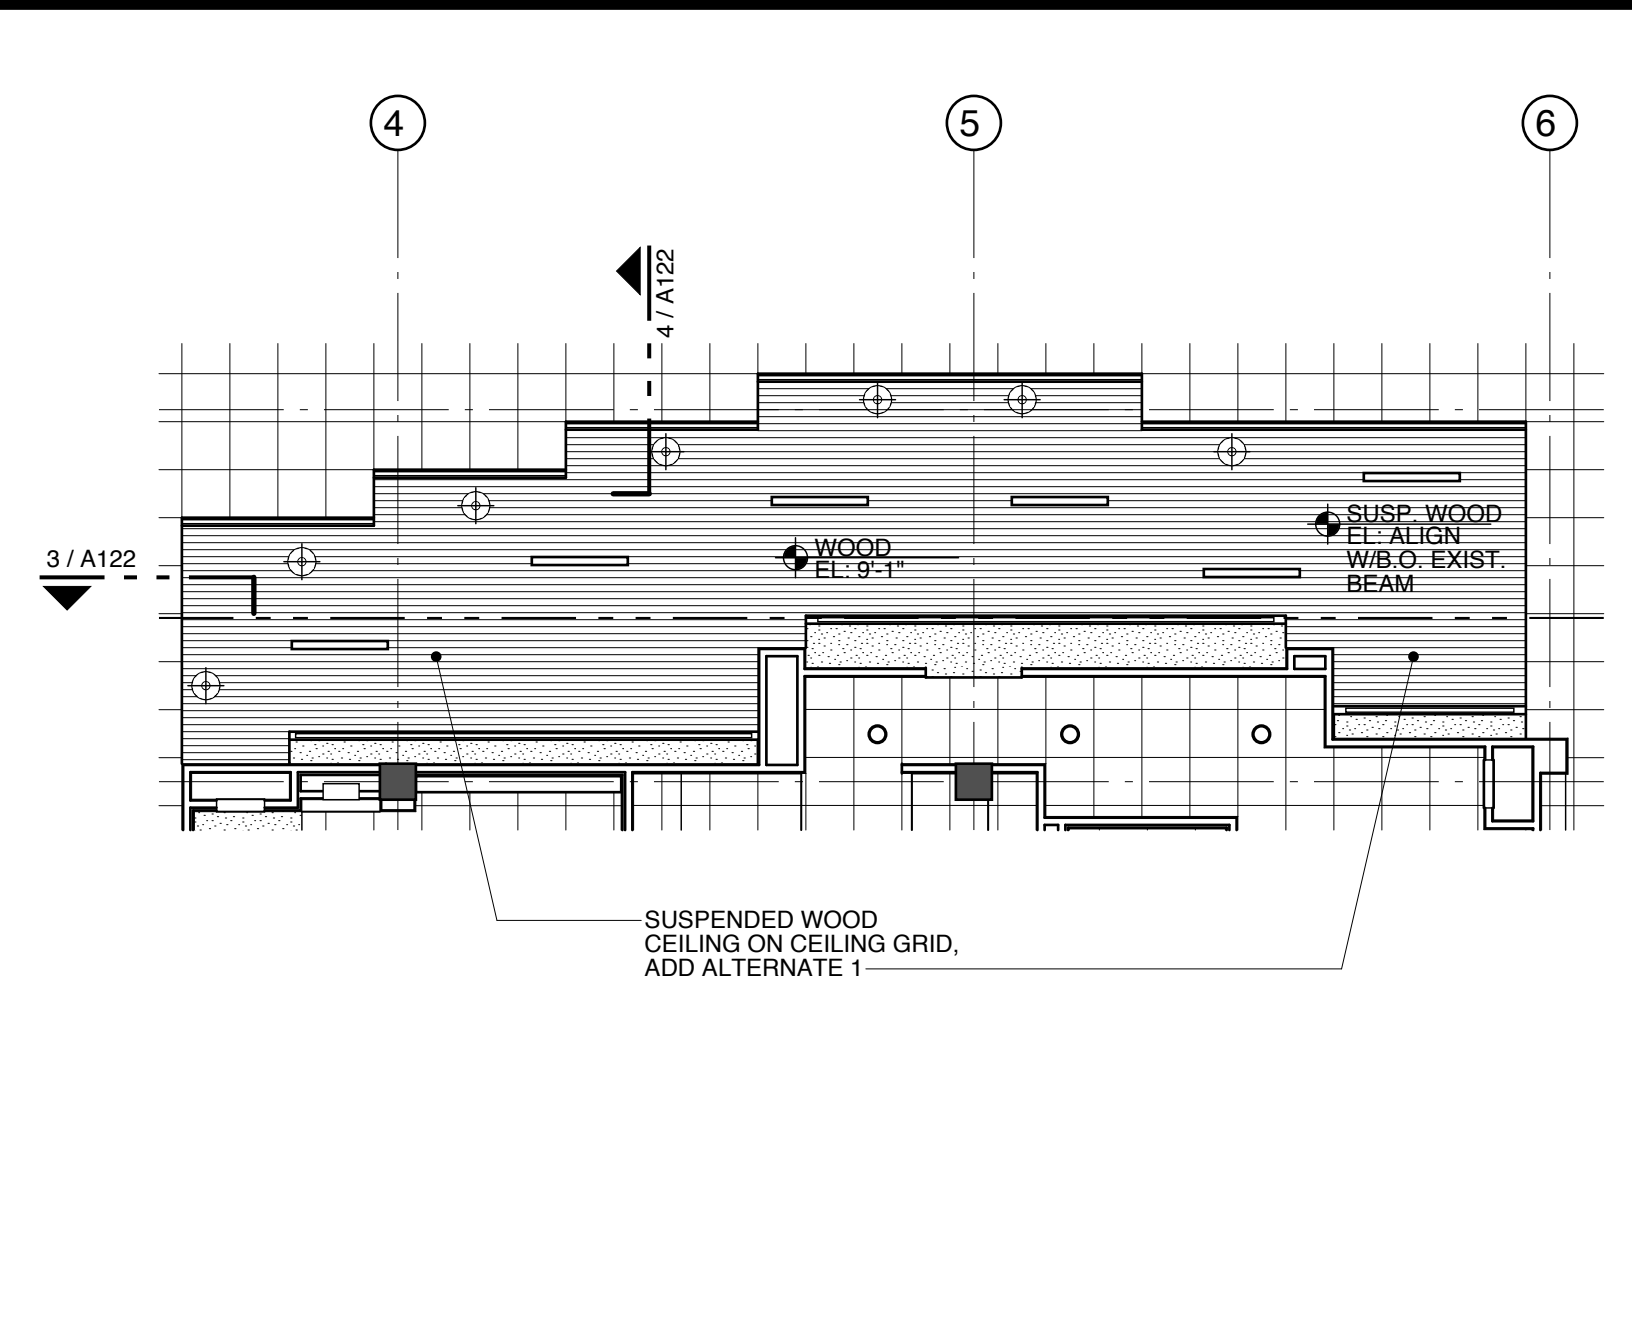 4
5
6
4 / A122
3 / A122
WOOD
EL: 9'-1"
SUSP. WOOD
EL: ALIGN
W/B.O. EXIST.
BEAM
SUSPENDED WOOD
CEILING ON CEILING GRID,
ADD ALTERNATE 1